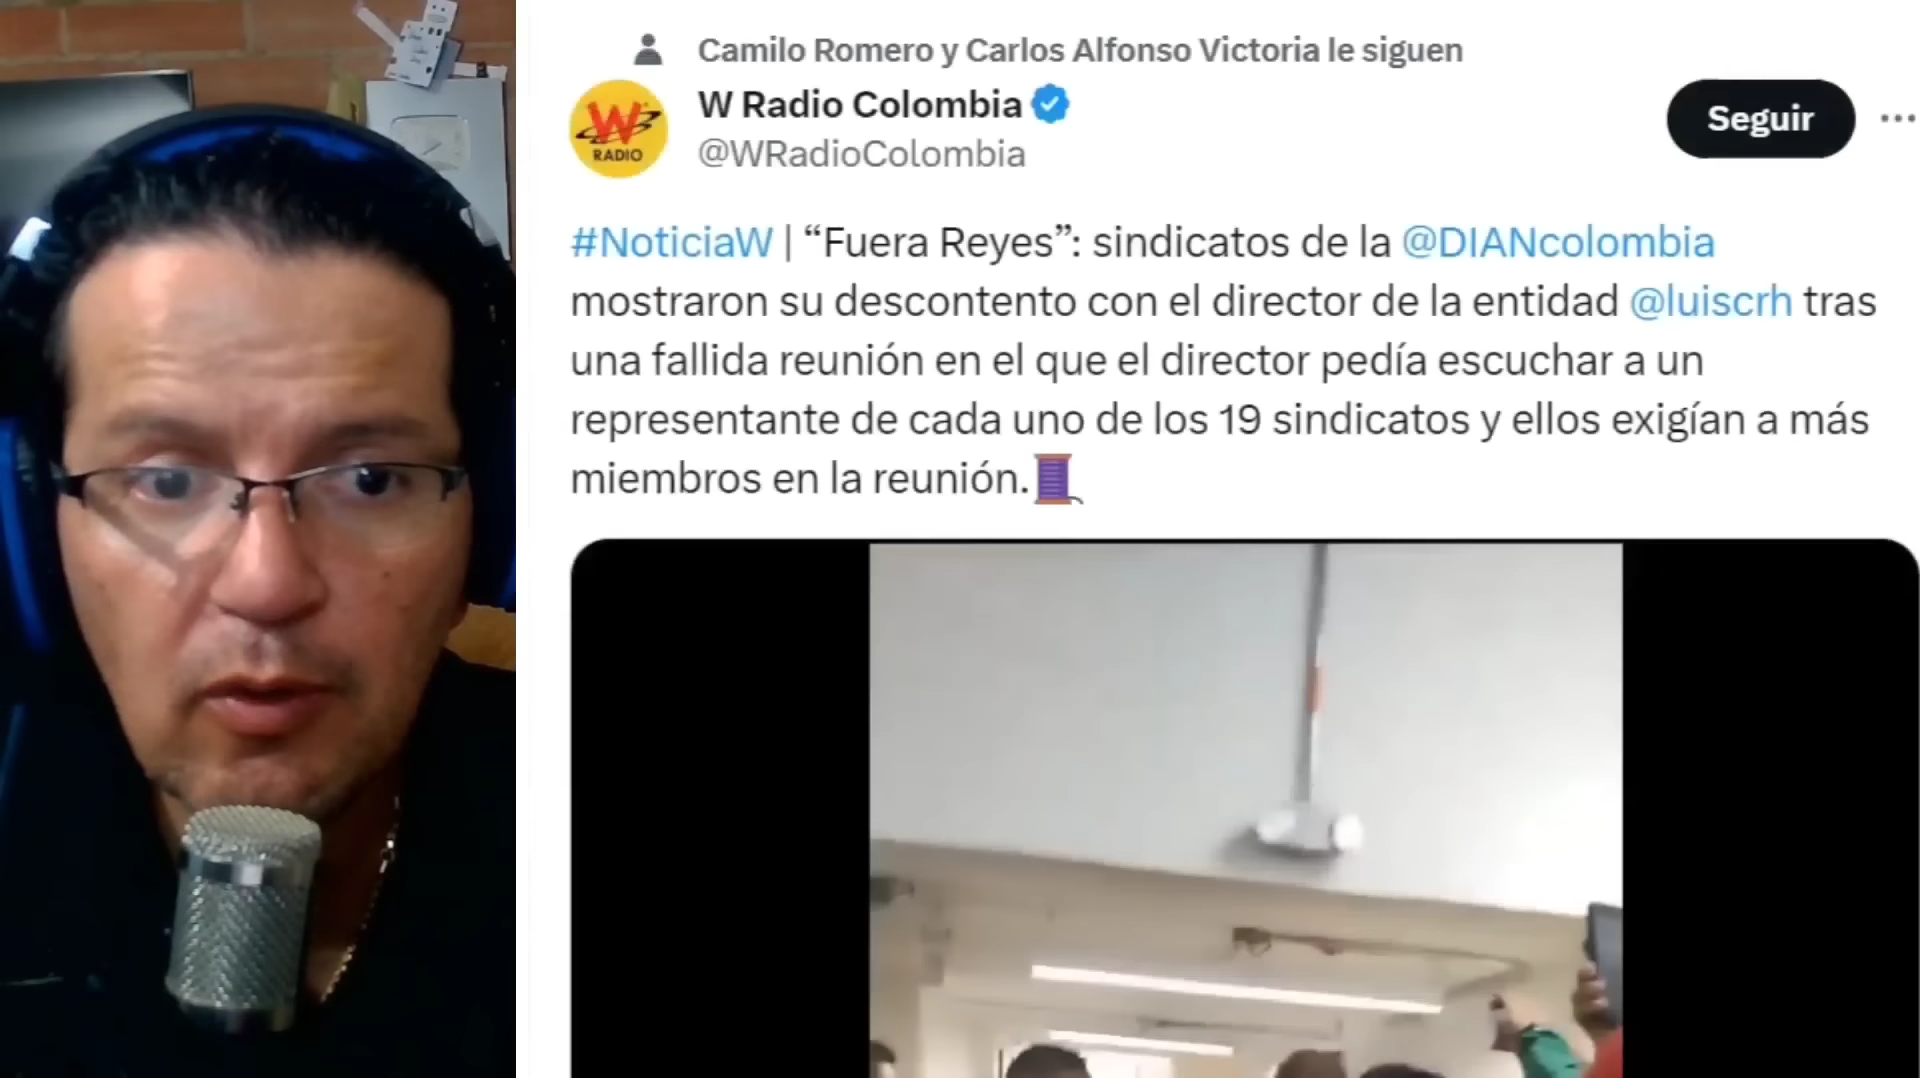 Camilo Romero y Carlos Alfonso Victoria le siguen
W Radio Colombia
@WRadioColombia
Seguir
W
RADIO
#NoticiaW | “Fuera Reyes”: sindicatos de la @DIANcolombia
mostraron su descontento con el director de la entidad @luiscrh tras
una fallida reunión en el que el director pedía escuchar a un
representante de cada uno de los 19 sindicatos y ellos exigían a más
miembros en la reunión.